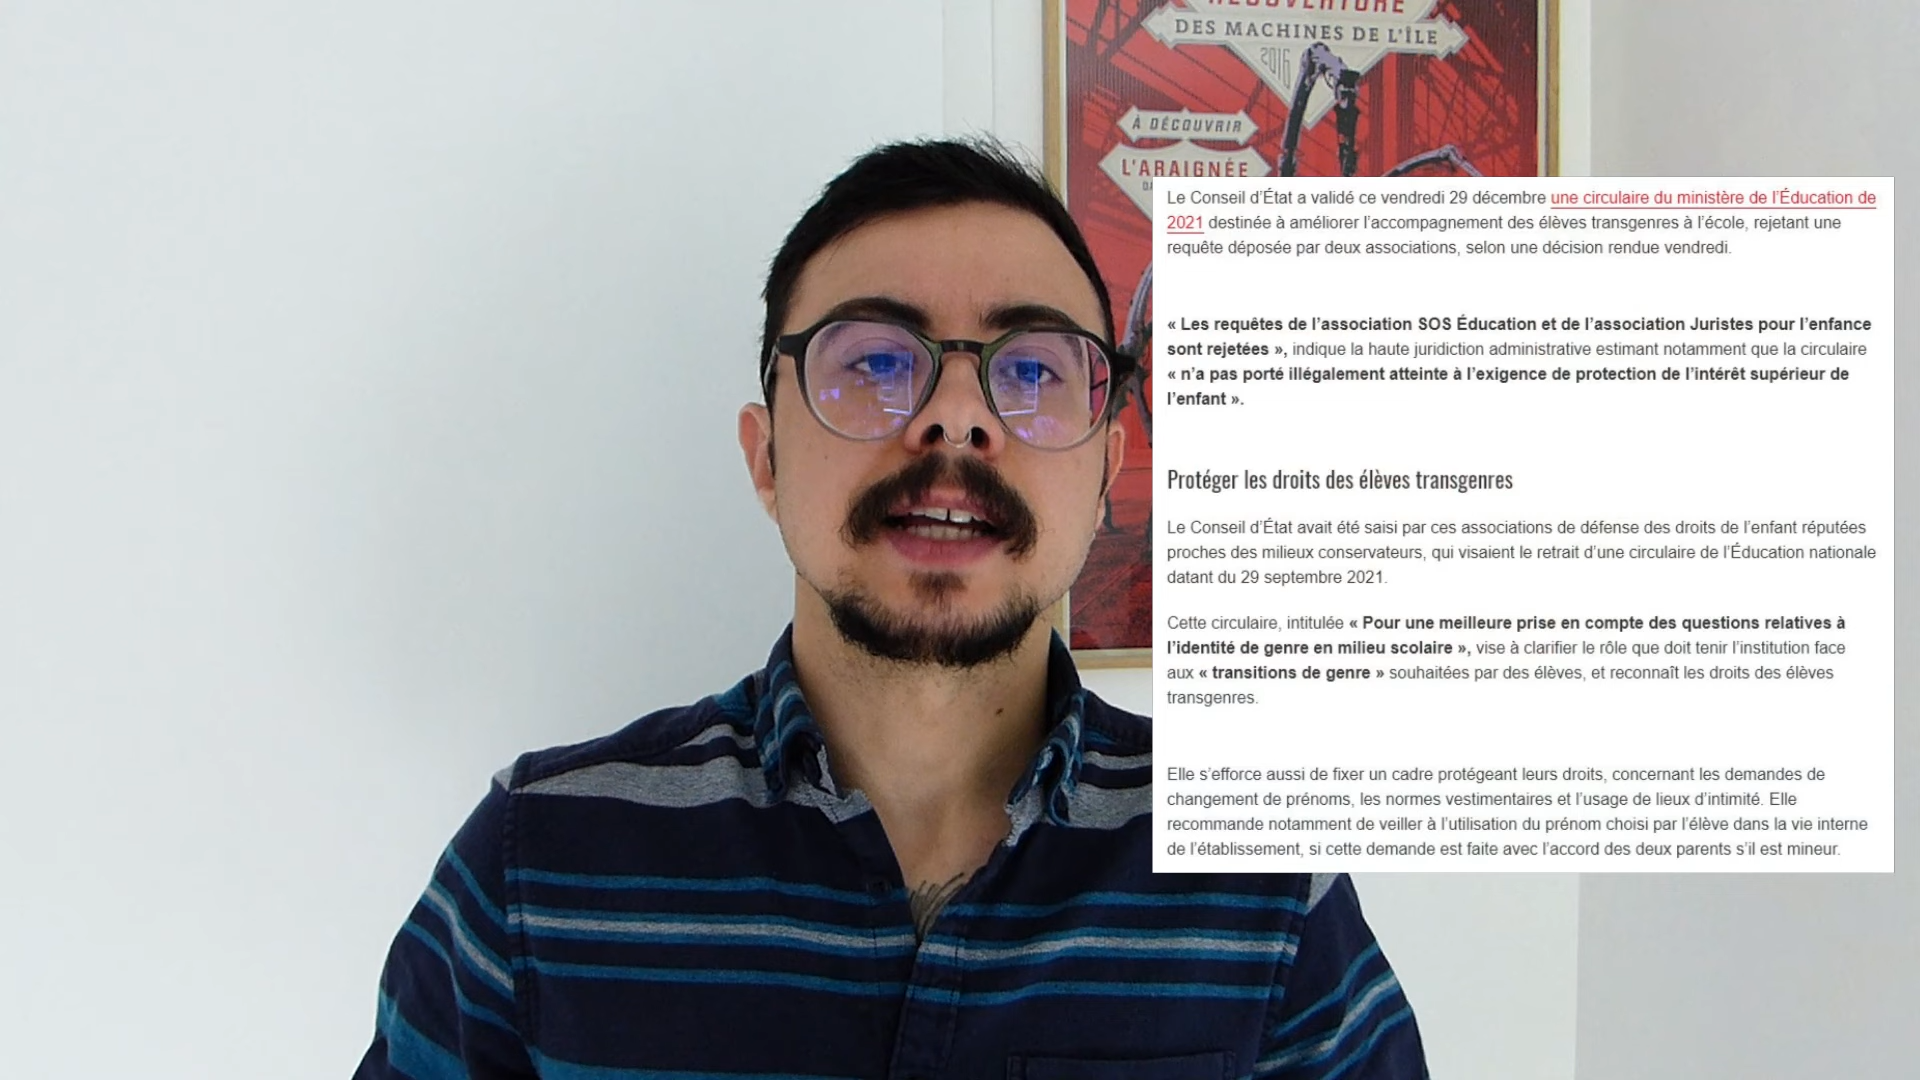 RÉOUVERTURE
DES MACHINES DE L'ÎLE
2016
À DÉCOUVRIR
L'ARAIGNÉE
Le Conseil d'État a validé ce vendredi 29 décembre une circulaire du ministère de l'Éducation de
2021 destinée à améliorer l'accompagnement des élèves transgenres à l'école, rejetant une
requête déposée par deux associations, selon une décision rendue vendredi.
« Les requêtes de l'association SOS Éducation et de l'association Juristes pour l'enfance
sont rejetées », indique la haute juridiction administrative estimant notamment que la circulaire
« n'a pas porté illégalement atteinte à l'exigence de protection de l'intérêt supérieur de
l'enfant ».
Protéger les droits des élèves transgenres
Le Conseil d'État avait été saisi par ces associations de défense des droits de l'enfant réputées
proches des milieux conservateurs, qui visaient le retrait d'une circulaire de l'Éducation nationale
datant du 29 septembre 2021.
Cette circulaire, intitulée « Pour une meilleure prise en compte des questions relatives à
l'identité de genre en milieu scolaire », vise à clarifier le rôle que doit tenir l'institution face
aux « transitions de genre » souhaitées par des élèves, et reconnaît les droits des élèves
transgenres.
Elle s'efforce aussi de fixer un cadre protégeant leurs droits, concernant les demandes de
changement de prénoms, les normes vestimentaires et l'usage de lieux d'intimité. Elle
recommande notamment de veiller à l'utilisation du prénom choisi par l'élève dans la vie interne
de l'établissement, si cette demande est faite avec l'accord des deux parents s'il est mineur.